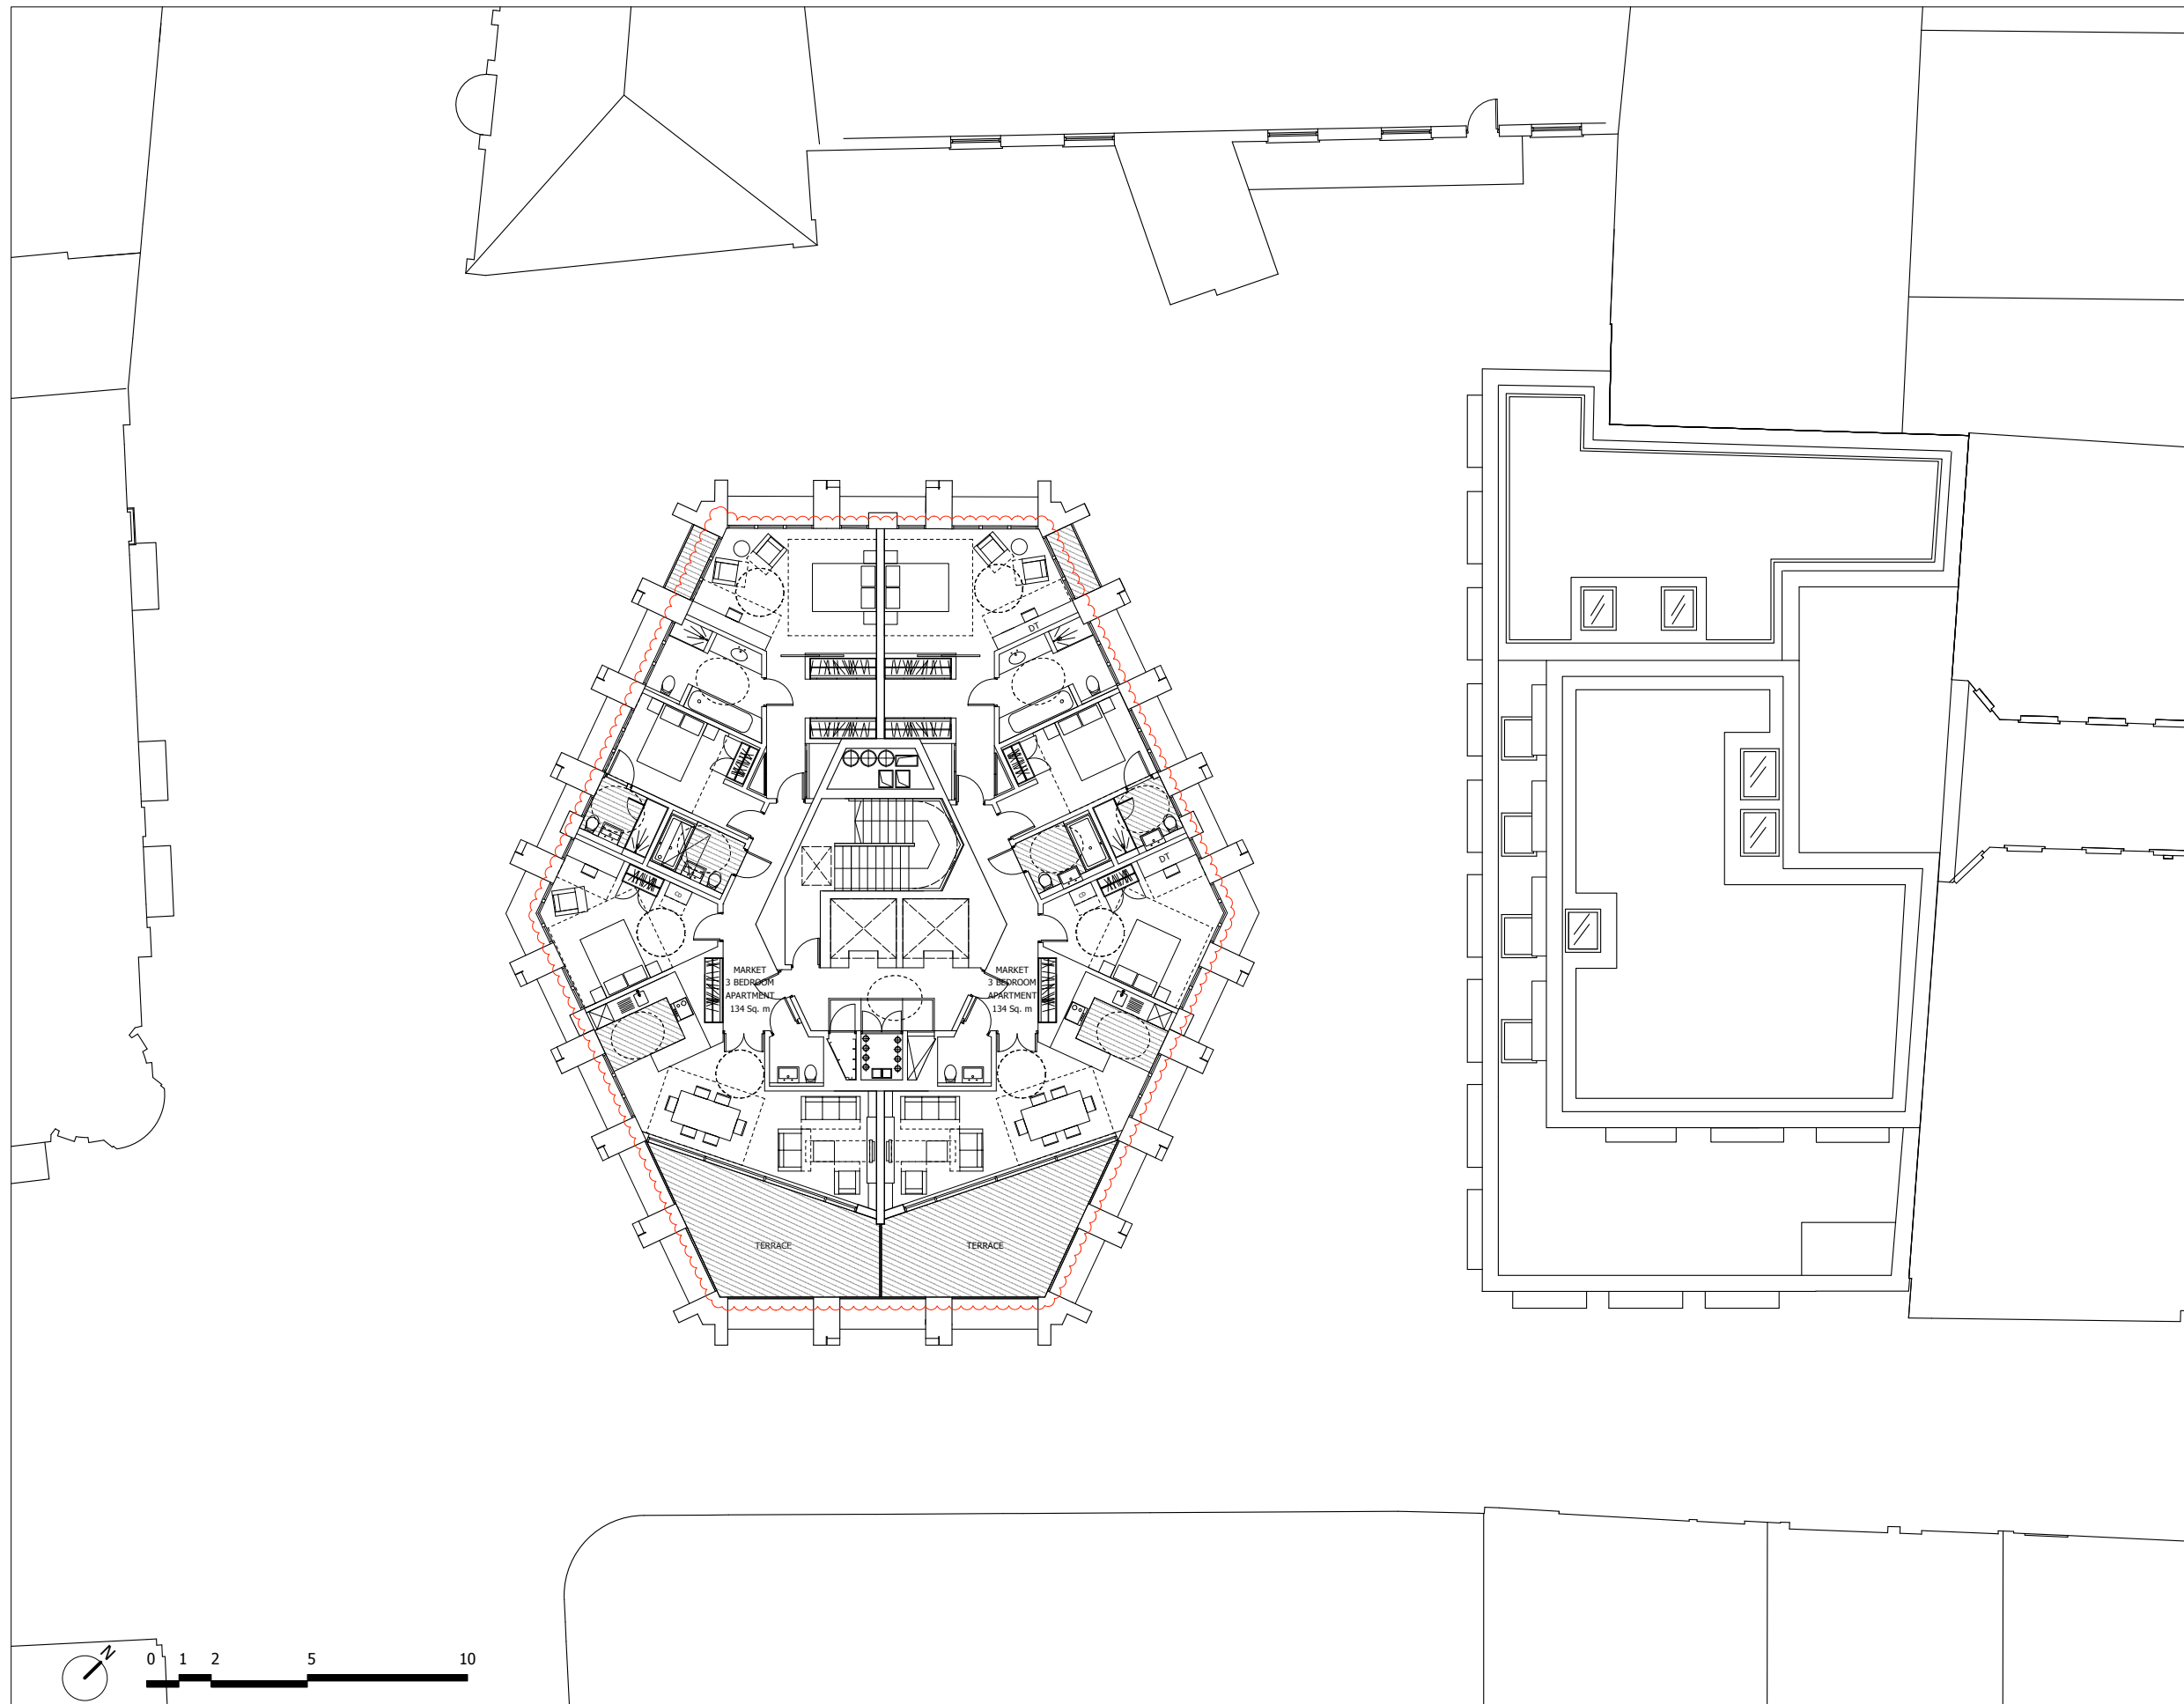 DT
DT
CD
CD
MARKET
3 BEDROOM
APARTMENT
134 Sq. m
MARKET
3 BEDROOM
APARTMENT
134 Sq. m
TERRACE
TERRACE
N
0 1 2 5 10